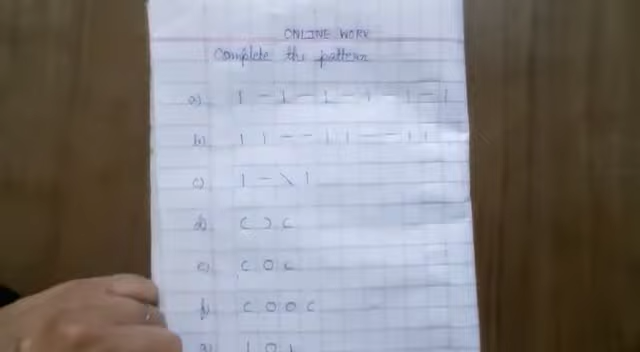 ONLINE WORK
Complete the pattern
a) | - | - | - | - | - |
b) | | - - | | - - | |
c) | - \ |
d) C Ɔ C
e) C O C
f) C O O C
g) | O |